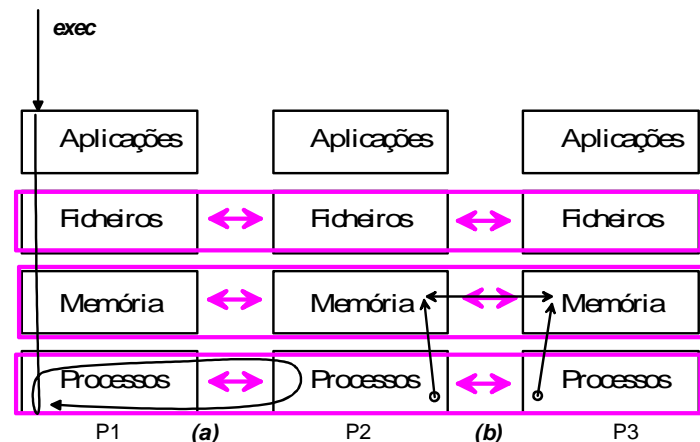 exec
Aplicações Aplicações Aplicações
Ficheiros Ficheiros Ficheiros
Memória Memória Memória
Processos Processos Processos
P1 (a) P2 (b) P3